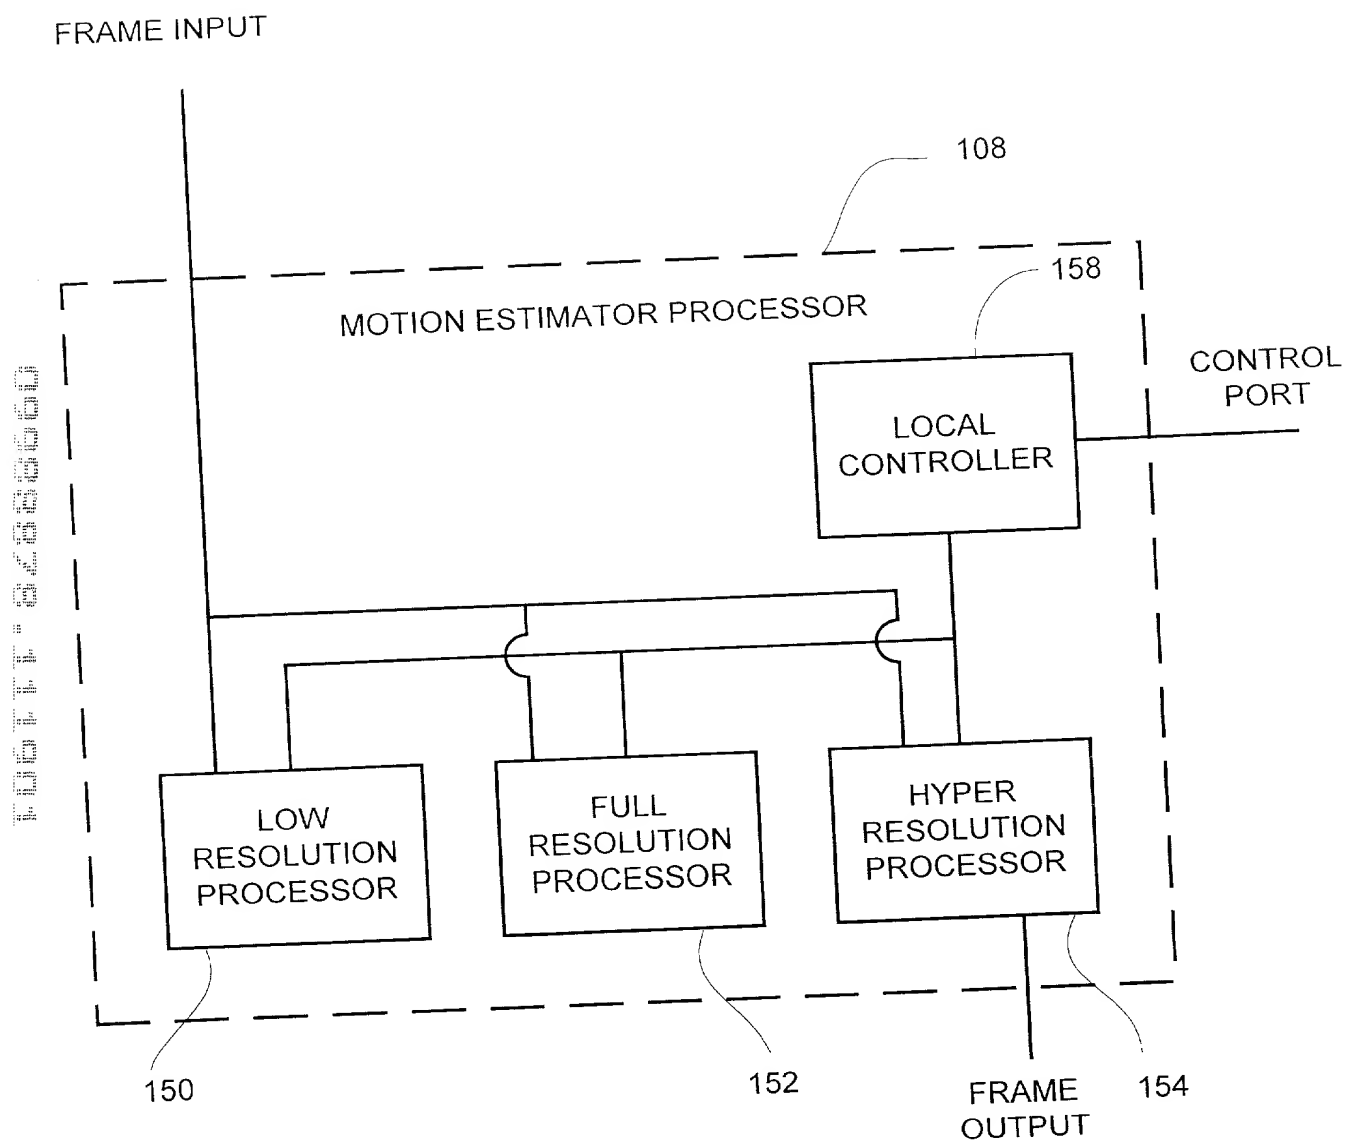 FRAME INPUT
108
158
MOTION ESTIMATOR PROCESSOR
CONTROL
PORT
LOCAL
CONTROLLER
LOW
RESOLUTION
PROCESSOR
FULL
RESOLUTION
PROCESSOR
HYPER
RESOLUTION
PROCESSOR
150
152
154
FRAME
OUTPUT